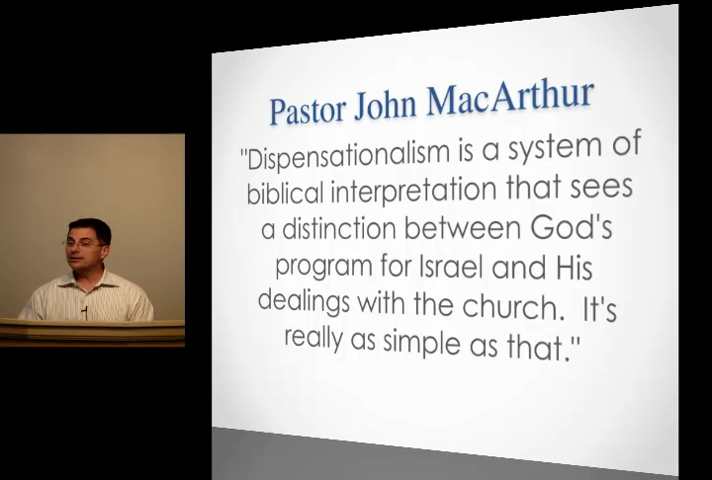 Pastor John MacArthur
"Dispensationalism is a system of
biblical interpretation that sees
a distinction between God's
program for Israel and His
dealings with the church. It's
really as simple as that."